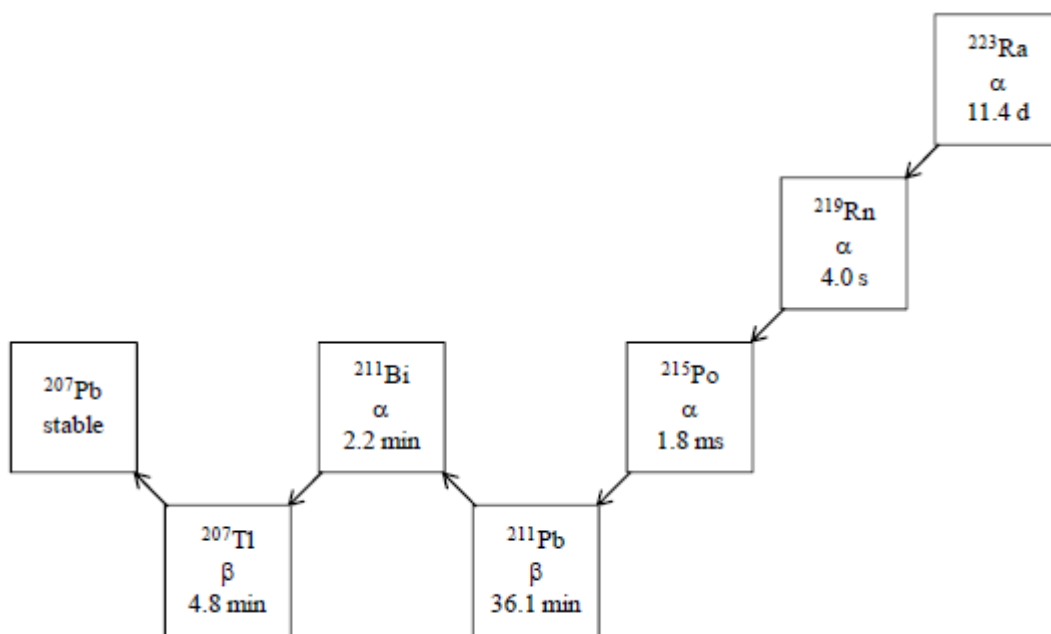 ²²³Ra
α
11.4 d
²¹⁹Rn
α
4.0 s
²⁰⁷Pb
stable
²¹¹Bi
α
2.2 min
²¹⁵Po
α
1.8 ms
²⁰⁷Tl
β
4.8 min
²¹¹Pb
β
36.1 min